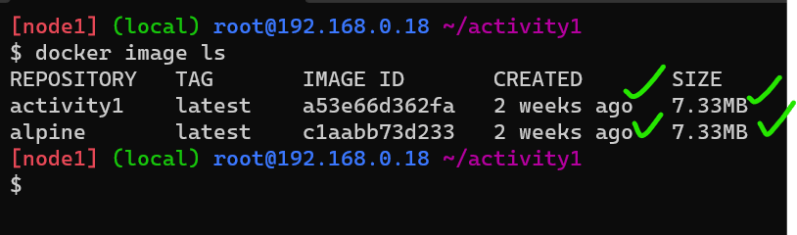 [node1] (local) root@192.168.0.18 ~/activity1
$ docker image ls
REPOSITORY   TAG       IMAGE ID       CREATED       SIZE
activity1    latest    a53e66d362fa   2 weeks ago   7.33MB
alpine       latest    c1aabb73d233   2 weeks ago   7.33MB
[node1] (local) root@192.168.0.18 ~/activity1
$